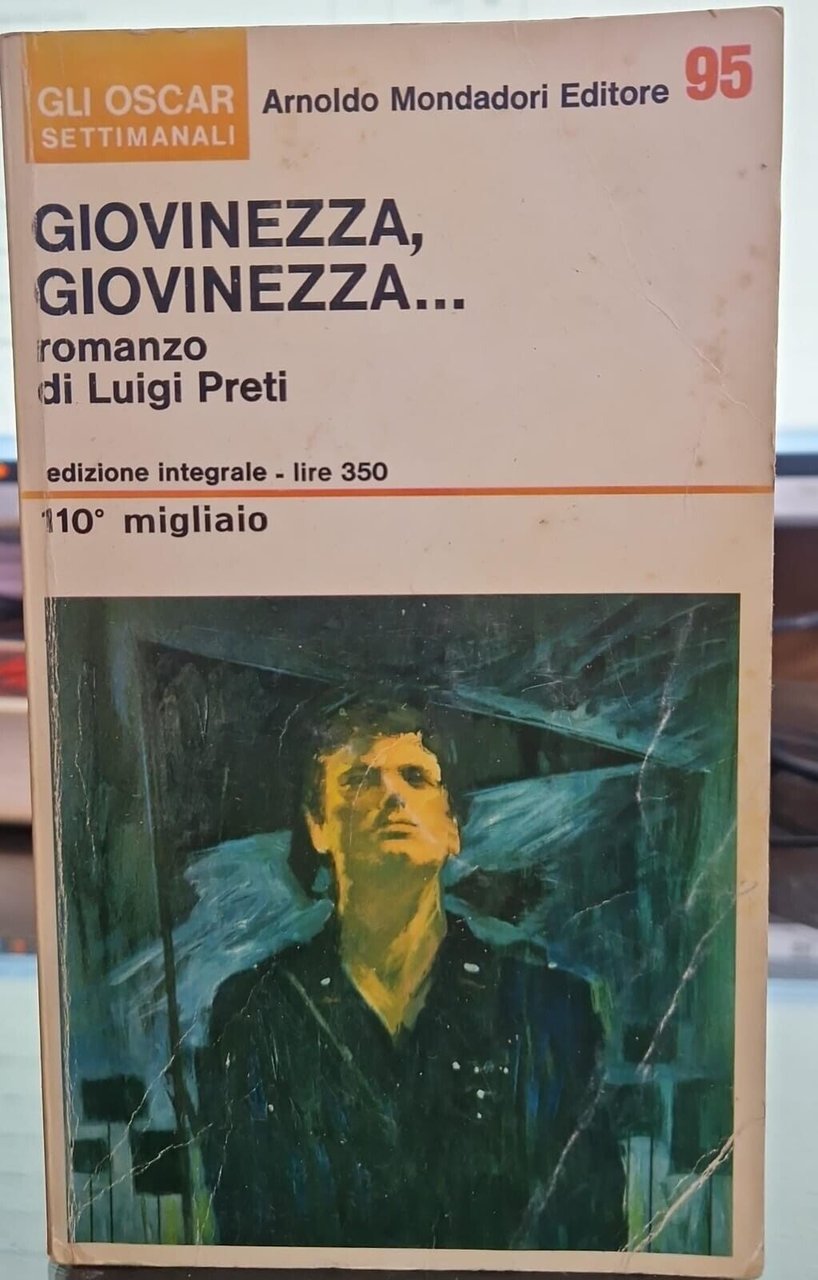 GLI OSCAR
SETTIMANALI
Arnoldo Mondadori Editore 95
GIOVINEZZA,
GIOVINEZZA...
romanzo
di Luigi Preti
edizione integrale - lire 350
110° migliaio